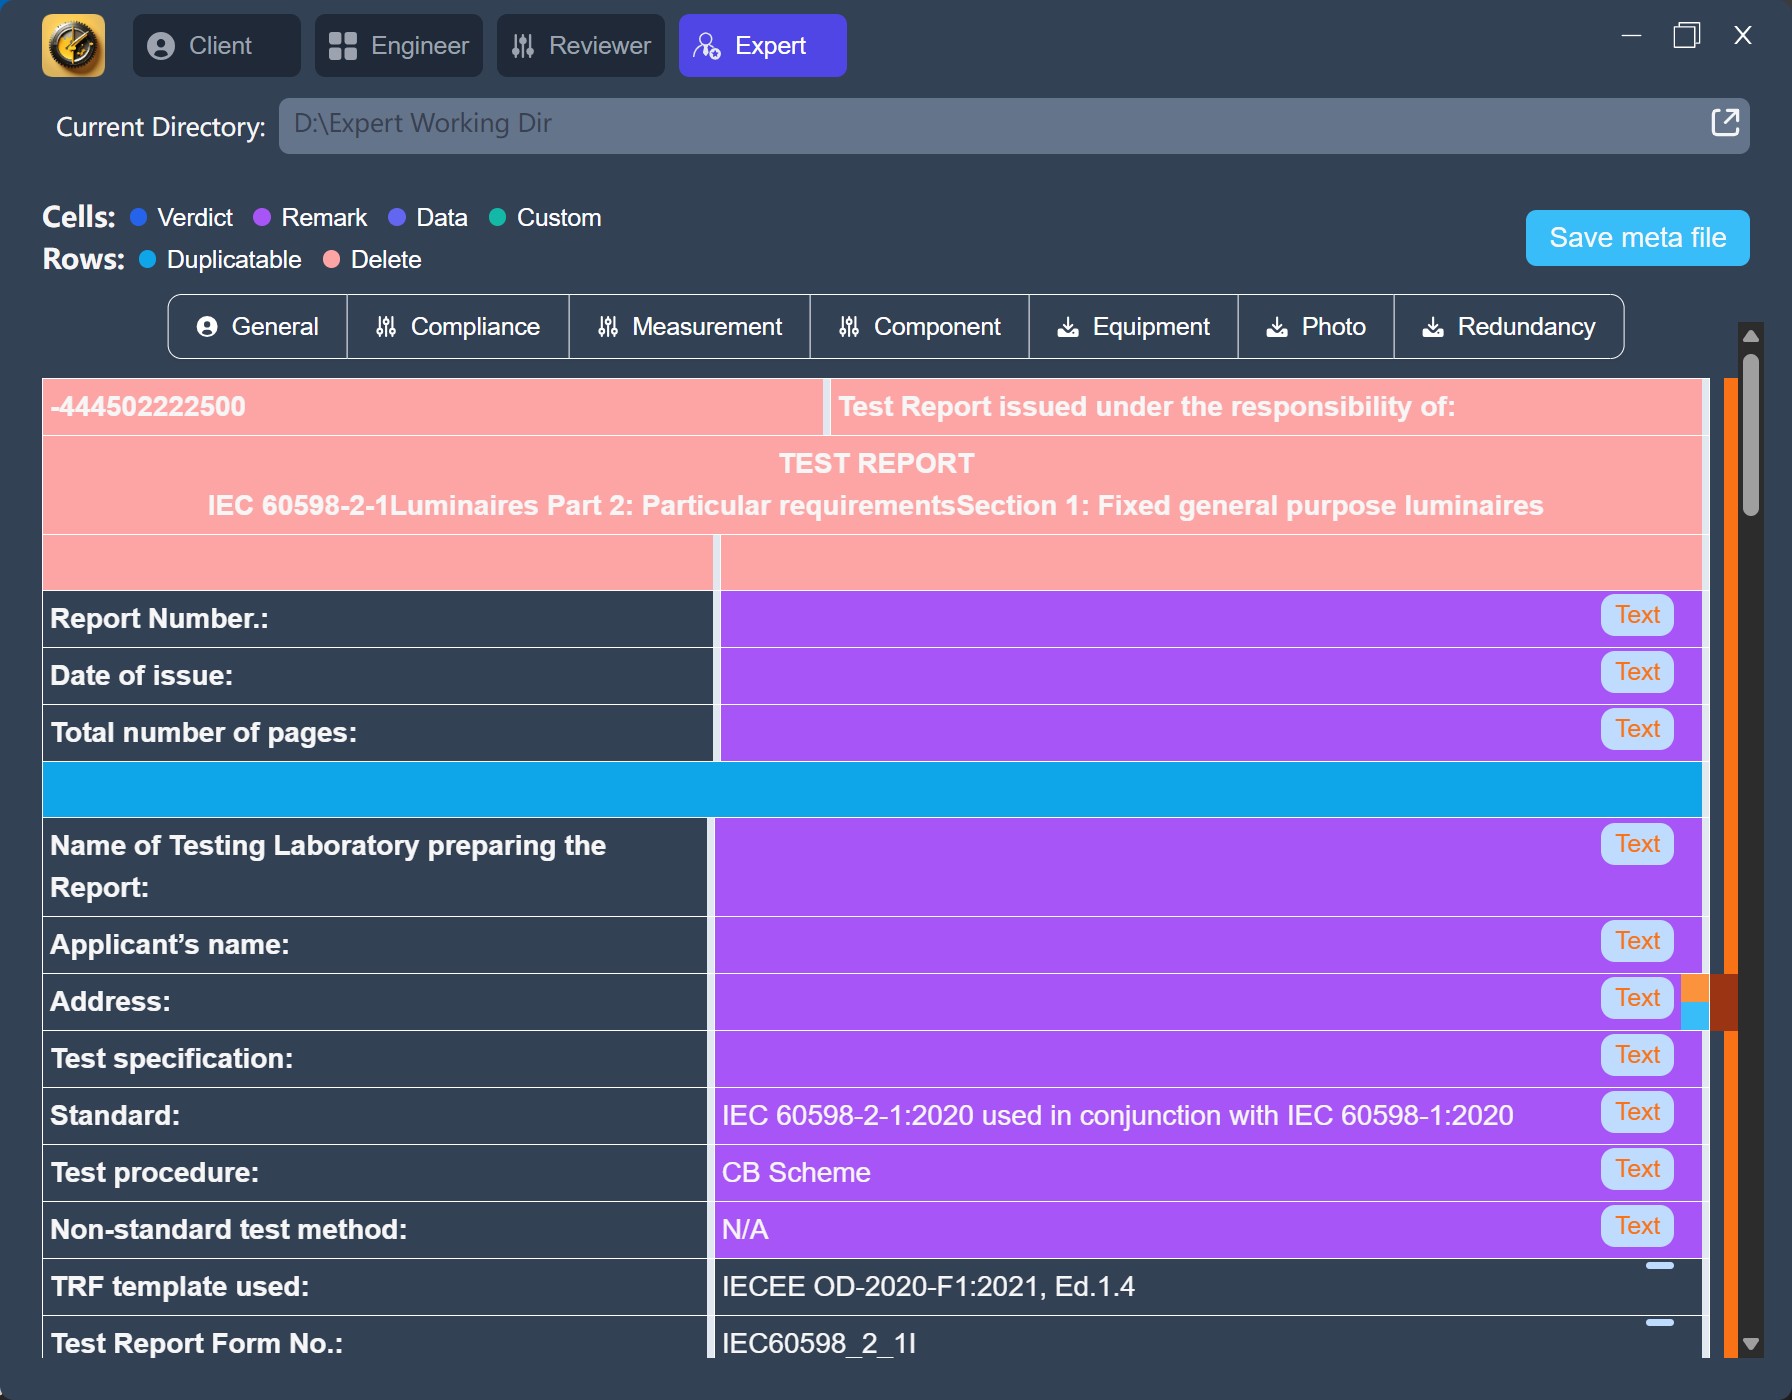 Client
Engineer
Reviewer
Expert
X
Current Directory:
D:\Expert Working Dir
Cells:
Verdict
Remark
Data
Custom
Rows:
Duplicatable
Delete
Save meta file
General
Compliance
Measurement
Component
Equipment
Photo
Redundancy
-444502222500
Test Report issued under the responsibility of:
TEST REPORT
IEC 60598-2-1Luminaires Part 2: Particular requirementsSection 1: Fixed general purpose luminaires
Report Number.:
Text
Date of issue:
Text
Total number of pages:
Text
Name of Testing Laboratory preparing the
Report:
Text
Applicant’s name:
Text
Address:
Text
Test specification:
Text
Standard:
IEC 60598-2-1:2020 used in conjunction with IEC 60598-1:2020
Text
Test procedure:
CB Scheme
Text
Non-standard test method:
N/A
Text
TRF template used:
IECEE OD-2020-F1:2021, Ed.1.4
Test Report Form No.:
IEC60598_2_1I